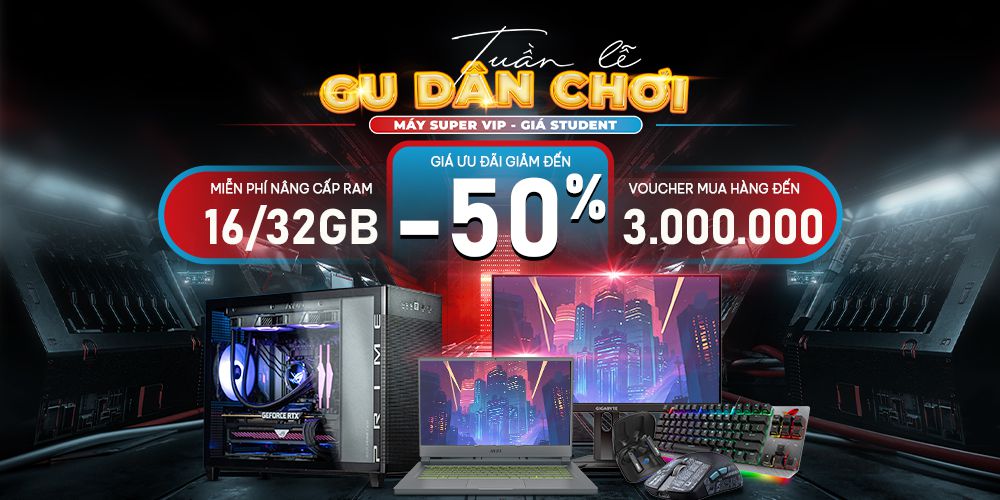 Tuần lễ
GU DÂN CHƠI
MÁY SUPER VIP - GIÁ STUDENT
MIỄN PHÍ NÂNG CẤP RAM
16/32GB
GIÁ ƯU ĐÃI GIẢM ĐẾN
-50%
VOUCHER MUA HÀNG ĐẾN
3.000.000
PRIME
GEFORCE RTX
GIGABYTE
msi